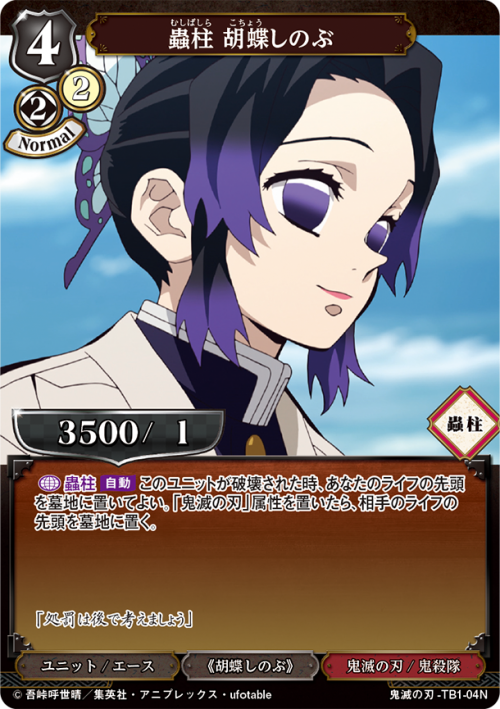 4
むしばしら こちょう
蟲柱 胡蝶しのぶ
2
2
Normal
蟲柱
3500/ 1
蟲柱 自動 このユニットが破壊された時、あなたのライフの先頭
を墓地に置いてよい。「鬼滅の刃」属性を置いたら、相手のライフの
先頭を墓地に置く。
「処罰は後で考えましょう」
ユニット / エース 《胡蝶しのぶ》 鬼滅の刃 / 鬼殺隊
© 吾峠呼世晴／集英社・アニプレックス・ufotable 鬼滅の刃 -TB1-04N